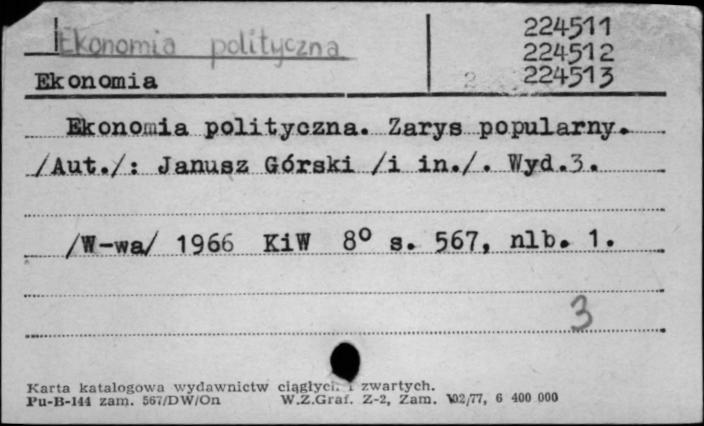 Ekonomia polityczna
224511
224512
224513
Ekonomia
Ekonomia polityczna. Zarys popularny.
/Aut./: Janusz Górski /i in./. Wyd.3.
/W-wa/ 1966 KiW 8° s. 567, nlb. 1.
3
Karta katalogowa wydawnictw ciągłych i zwartych.
Pu-B-144 zam. 567/DW/On W.Z.Graf. Z-2, Zam. 102/77, 6 400 000